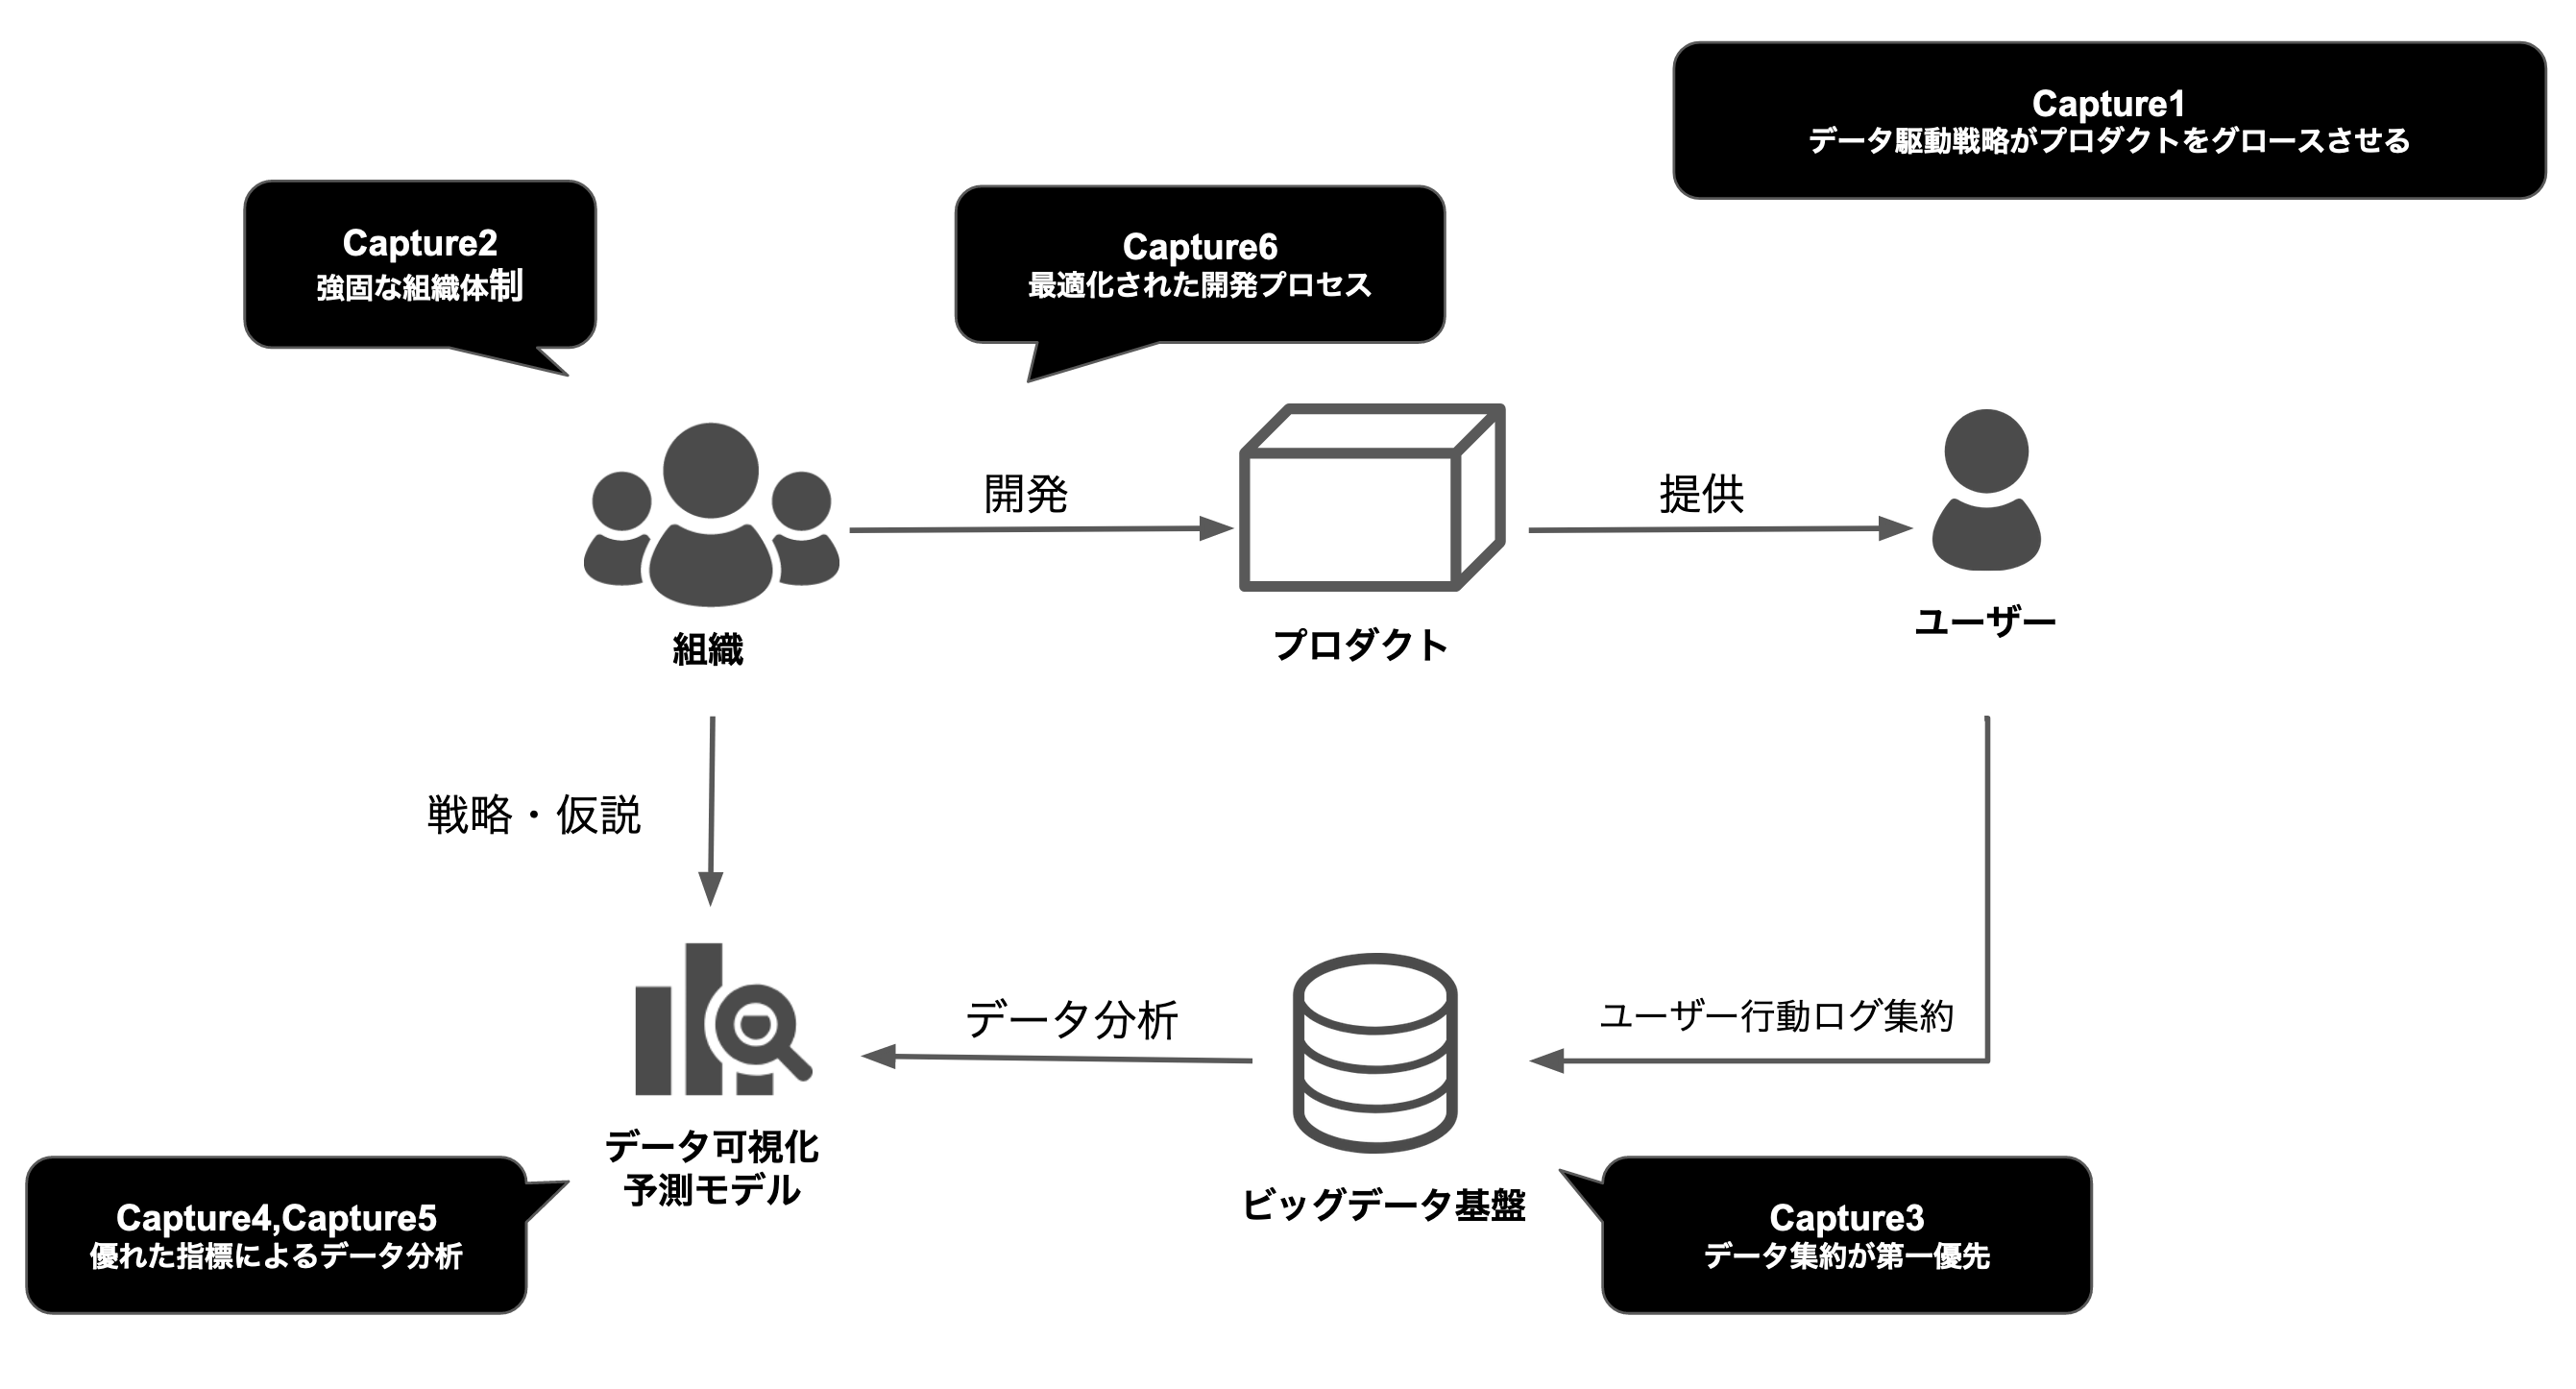 Capture1
データ駆動戦略がプロダクトをグロースさせる
Capture2
強固な組織体制
Capture6
最適化された開発プロセス
開発
提供
組織
プロダクト
ユーザー
戦略・仮説
データ分析
ユーザー行動ログ集約
データ可視化
予測モデル
ビッグデータ基盤
Capture4,Capture5
優れた指標によるデータ分析
Capture3
データ集約が第一優先